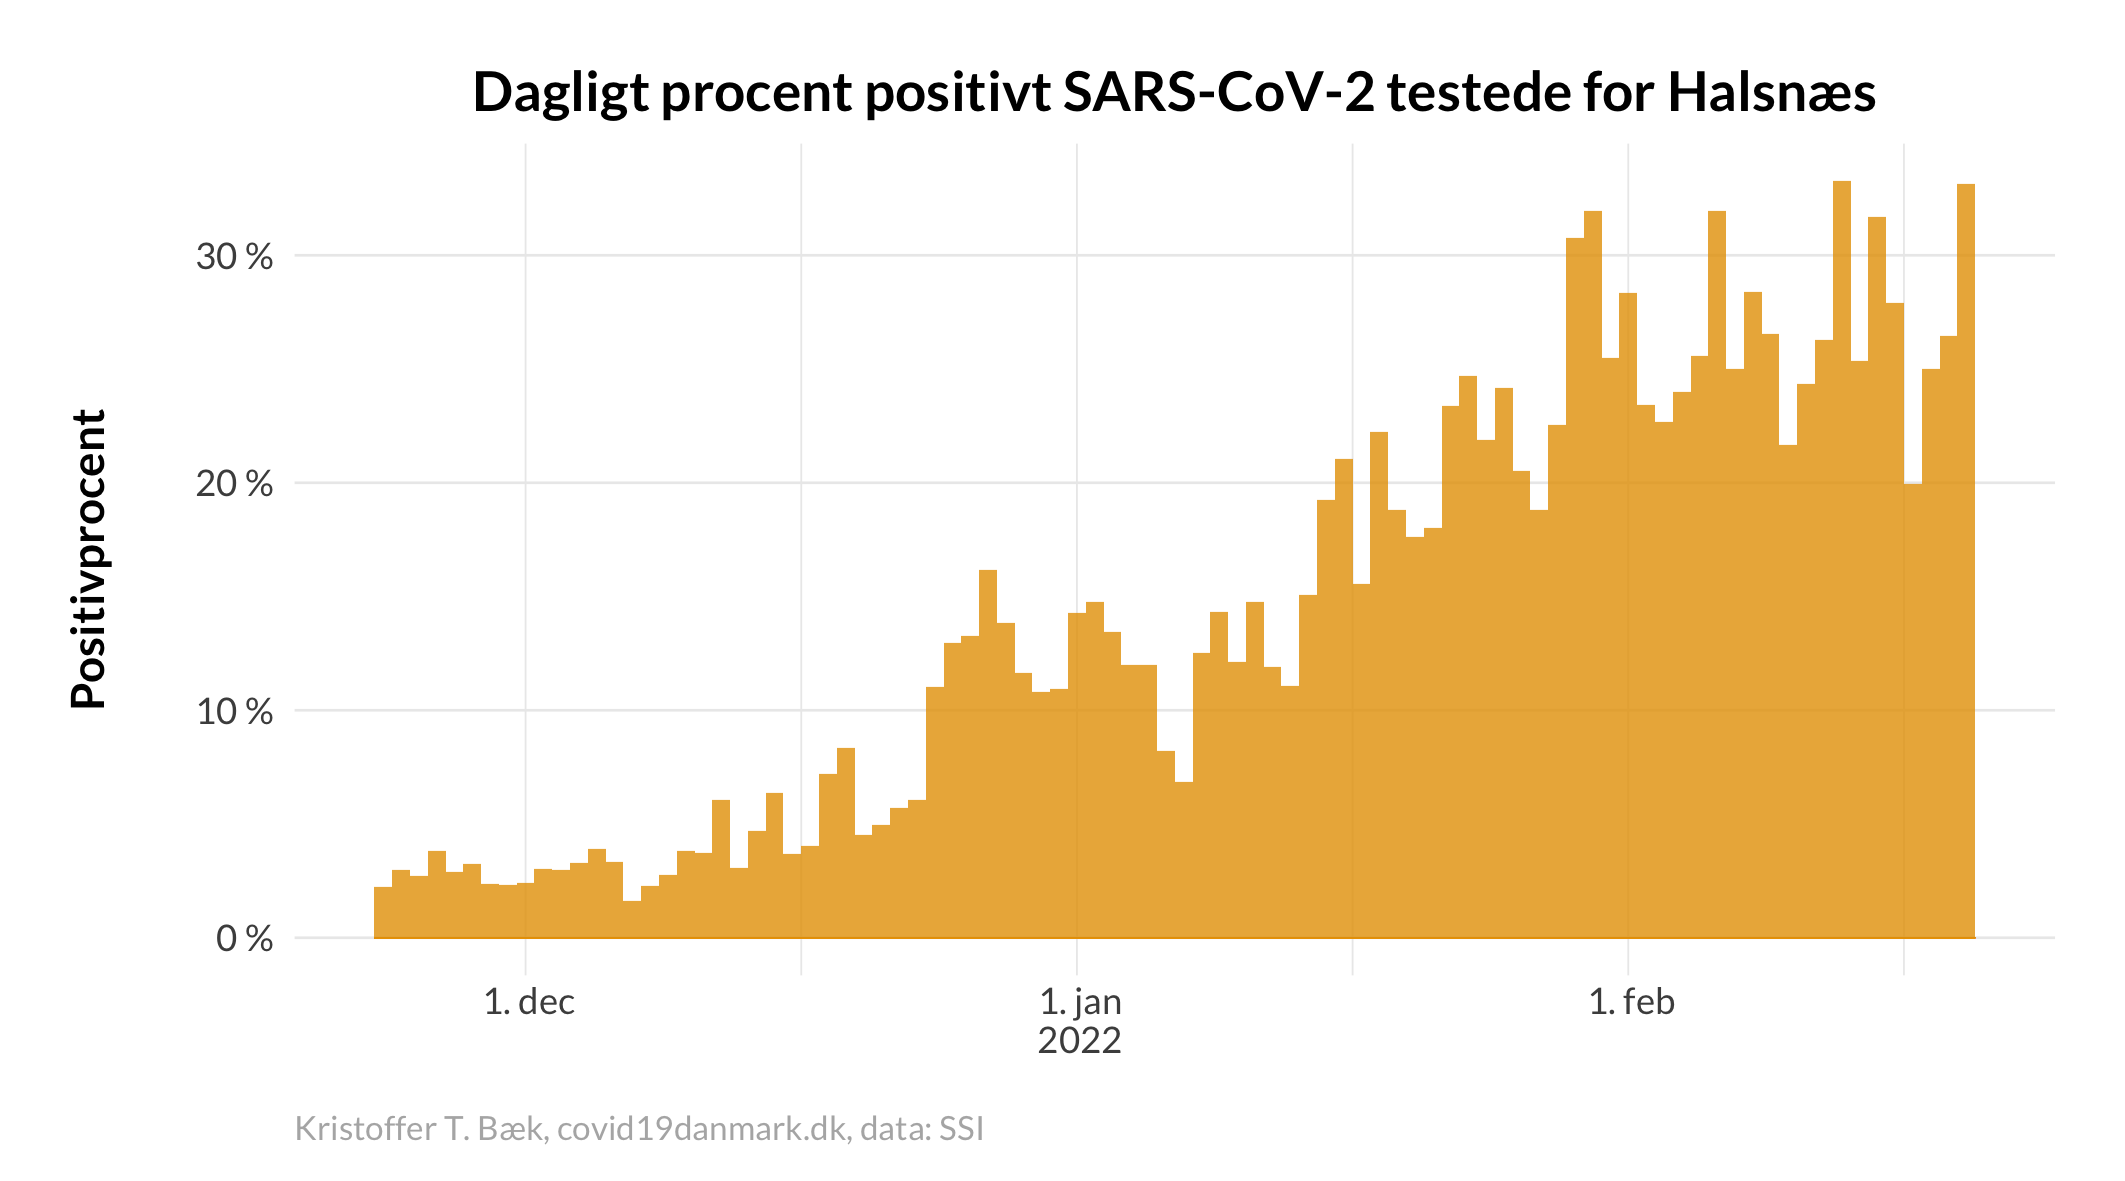 Dagligt procent positivt SARS-CoV-2 testede for Halsnæs
Positivprocent
30 %
20 %
10 %
0 %
1. dec
1. jan
2022
1. feb
Kristoffer T. Bæk, covid19danmark.dk, data: SSI